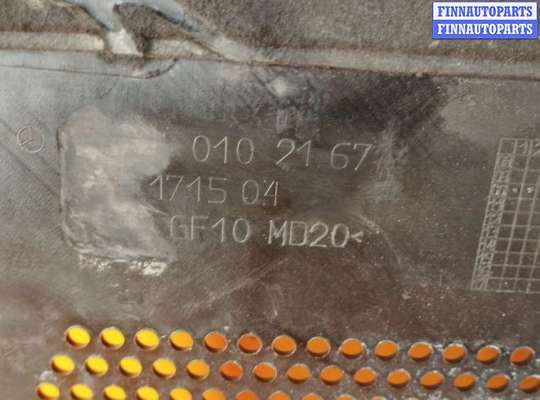 FINNAUTOPARTS
FINNAUTOPARTS
010 21 67
1715 04
GF10 MD20<